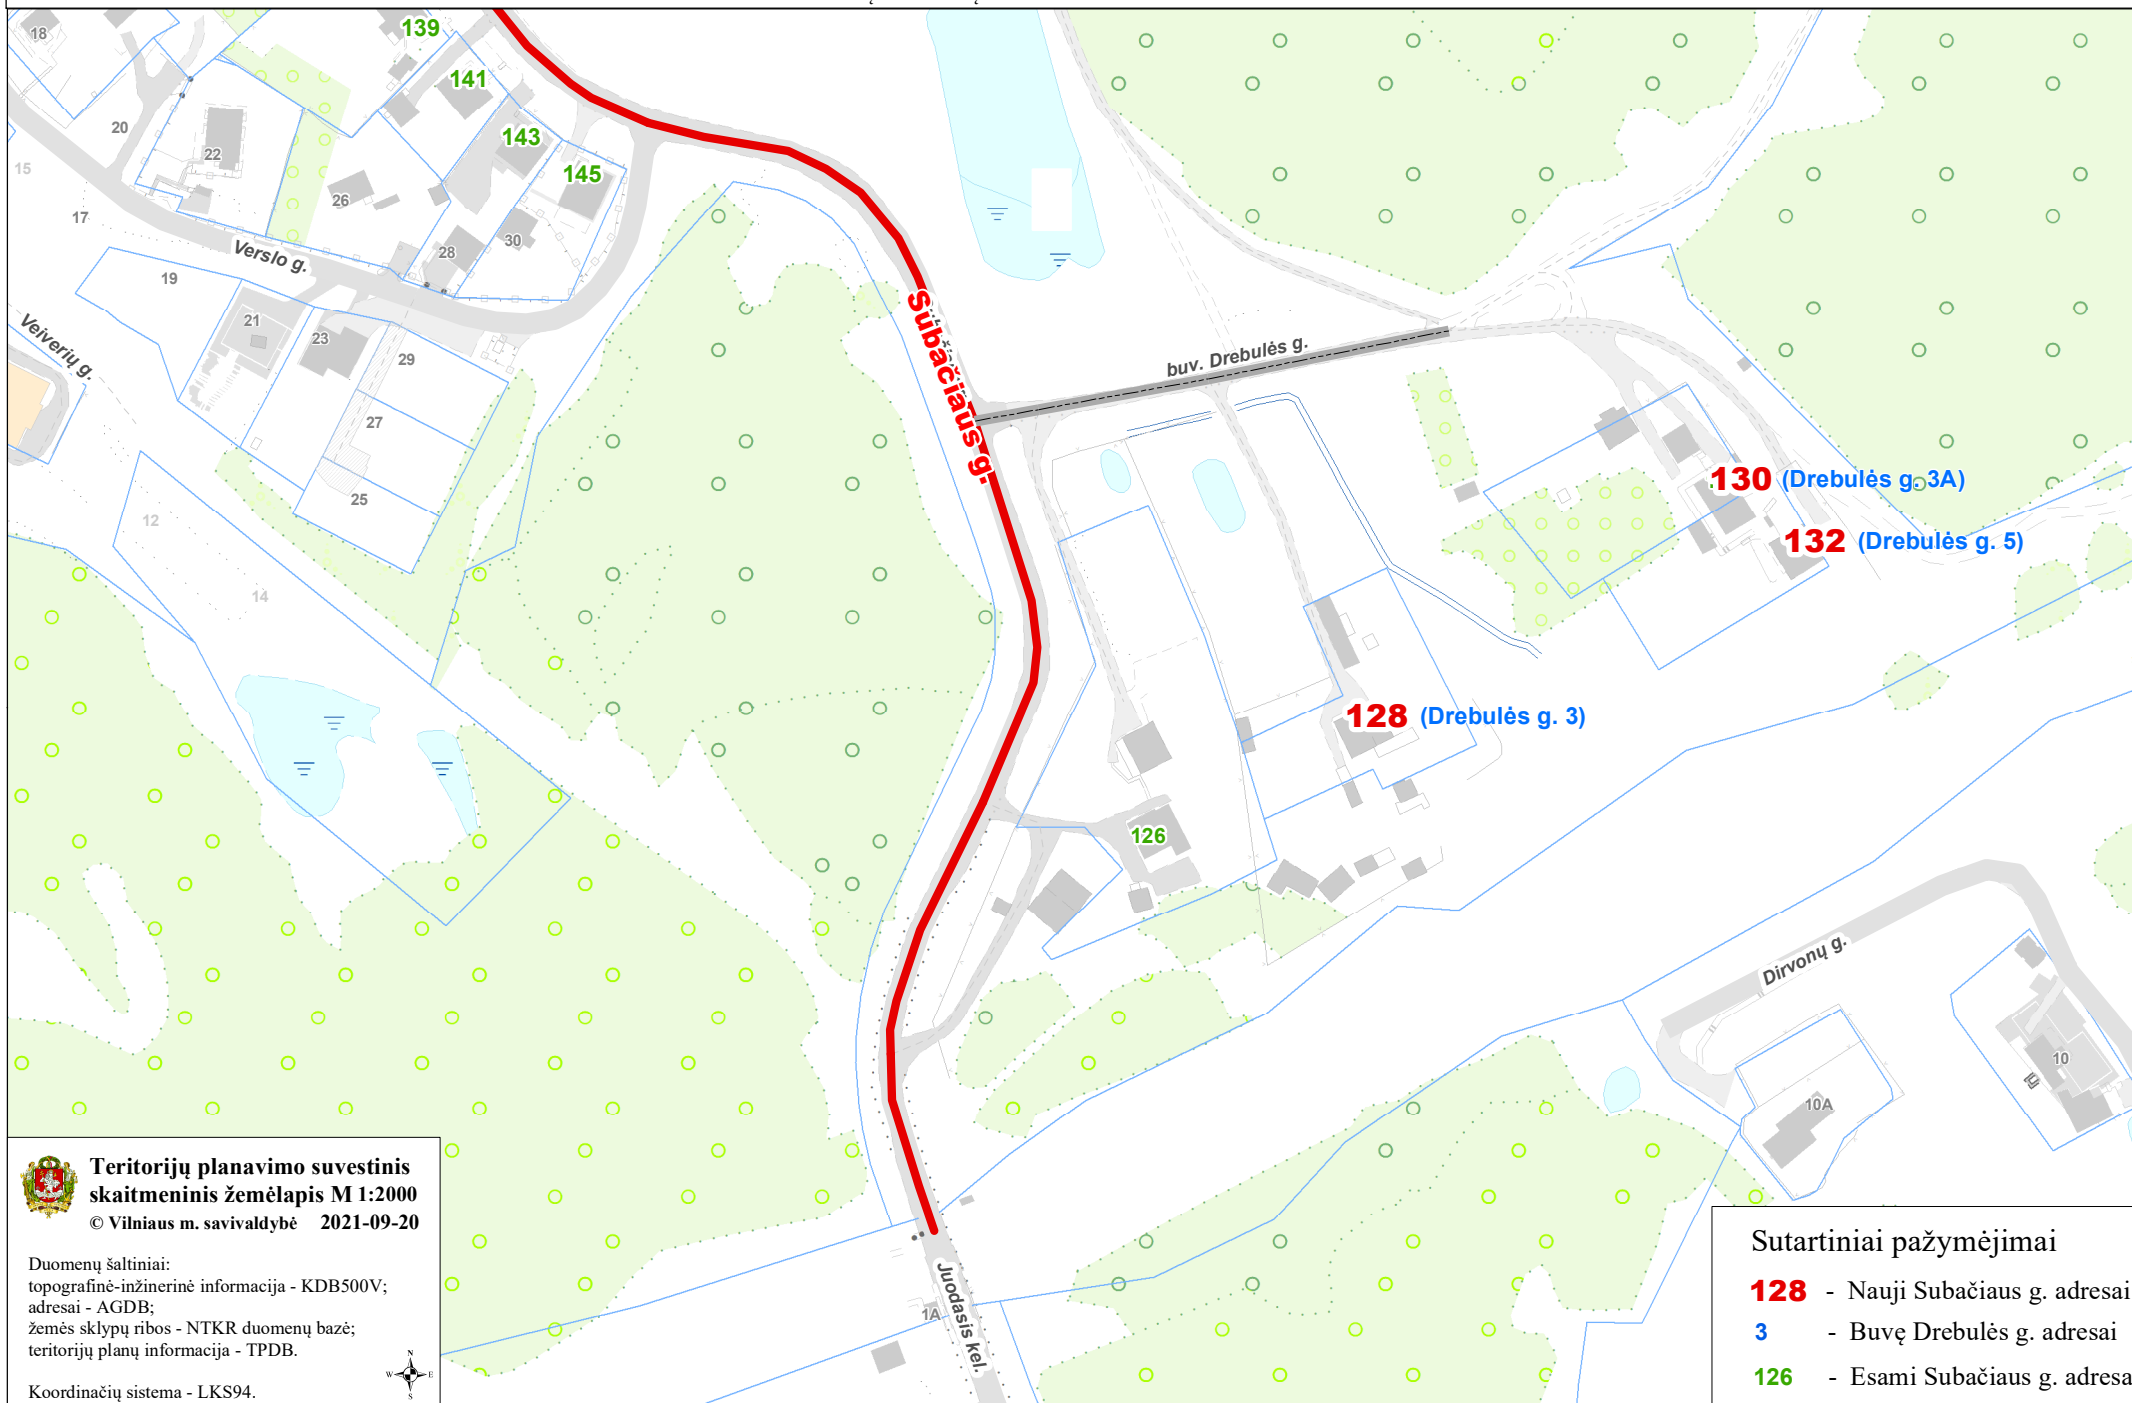 139
18
141
20
143
22
145
15
26
17
28
30
Verslo g.
19
Subačiaus g.
21
23
Veiverių g.
29
buv. Drebulės g.
27
25
130 (Drebulės g. 3A)
12
132 (Drebulės g. 5)
14
128 (Drebulės g. 3)
126
Dirvonų g.
10
10A
Juodasis kel.
1A
Teritorijų planavimo suvestinis
skaitmeninis žemėlapis M 1:2000
© Vilniaus m. savivaldybė 2021-09-20
Duomenų šaltiniai:
topografinė-inžinerinė informacija - KDB500V;
adresai - AGDB;
žemės sklypų ribos - NTKR duomenų bazė;
teritorijų planų informacija - TPDB.
Koordinačių sistema - LKS94.
N
W E
S
Sutartiniai pažymėjimai
128 - Nauji Subačiaus g. adresai
3 - Buvę Drebulės g. adresai
126 - Esami Subačiaus g. adresa